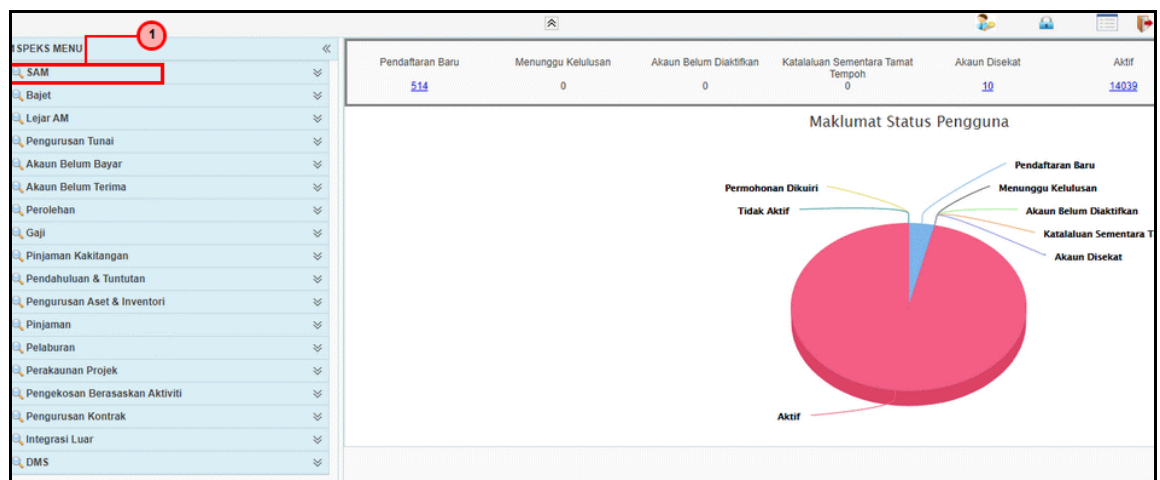 1
ISPEKS MENU
SAM
Bajet
Lejar AM
Pengurusan Tunai
Akaun Belum Bayar
Akaun Belum Terima
Perolehan
Gaji
Pinjaman Kakitangan
Pendahuluan & Tuntutan
Pengurusan Aset & Inventori
Pinjaman
Pelaburan
Perakaunan Projek
Pengekosan Berasaskan Aktiviti
Pengurusan Kontrak
Integrasi Luar
DMS
Pendaftaran Baru
514
Menunggu Kelulusan
0
Akaun Belum Diaktifkan
0
Katalaluan Sementara Tamat
Tempoh
0
Akaun Disekat
10
Aktif
14039
Maklumat Status Pengguna
Permohonan Dikuiri
Tidak Aktif
Pendaftaran Baru
Menunggu Kelulusan
Akaun Belum Diaktifkan
Katalaluan Sementara T
Akaun Disekat
Aktif